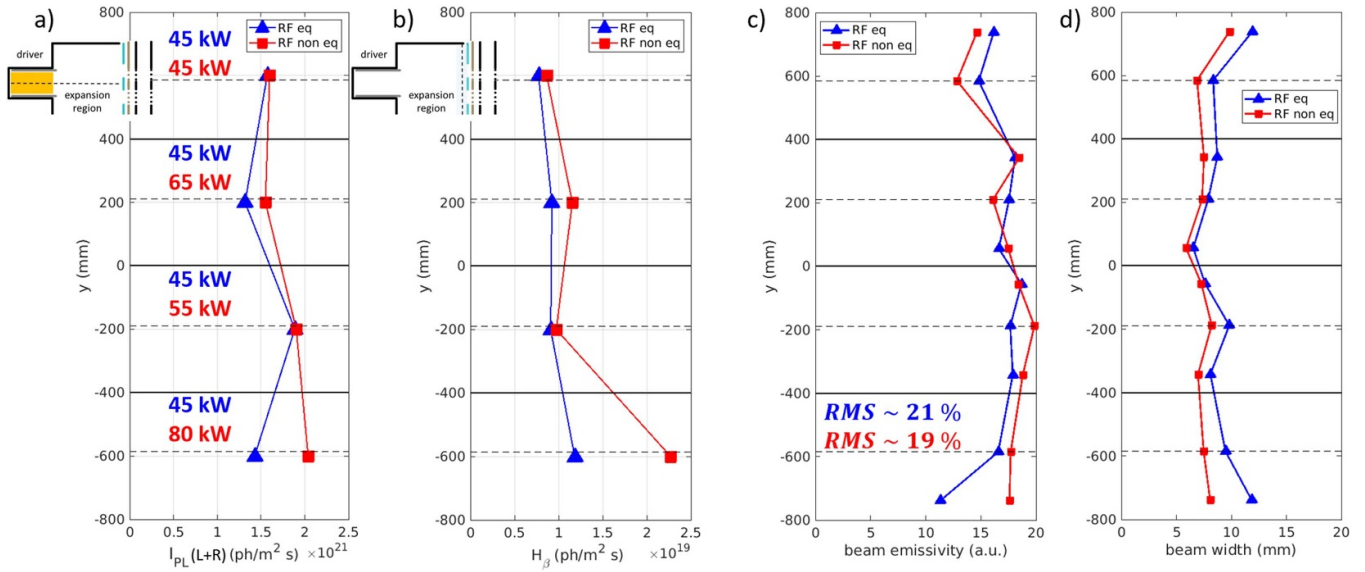 a)
800
600
400
200
0
-200
-400
-600
-800
y (mm)
driver
expansion
region
RF eq
RF non eq
45 kW
45 kW
45 kW
65 kW
45 kW
55 kW
45 kW
80 kW
0 0.5 1 1.5 2 2.5
I_PL (L+R) (ph/m² s) ×10²¹
b)
800
driver
expansion
region
RF eq
RF non eq
400
200
0
-200
-400
-600
-800
y (mm)
0 0.5 1 1.5 2 2.5
H_β (ph/m² s) ×10¹⁹
c)
800
600
400
200
0
-200
-400
-600
-800
y (mm)
RF eq
RF non eq
RMS ~ 21 %
RMS ~ 19 %
0 5 10 15 20
beam emissivity (a.u.)
d)
800
600
400
200
0
-200
-400
-600
-800
y (mm)
RF eq
RF non eq
0 5 10 15 20
beam width (mm)